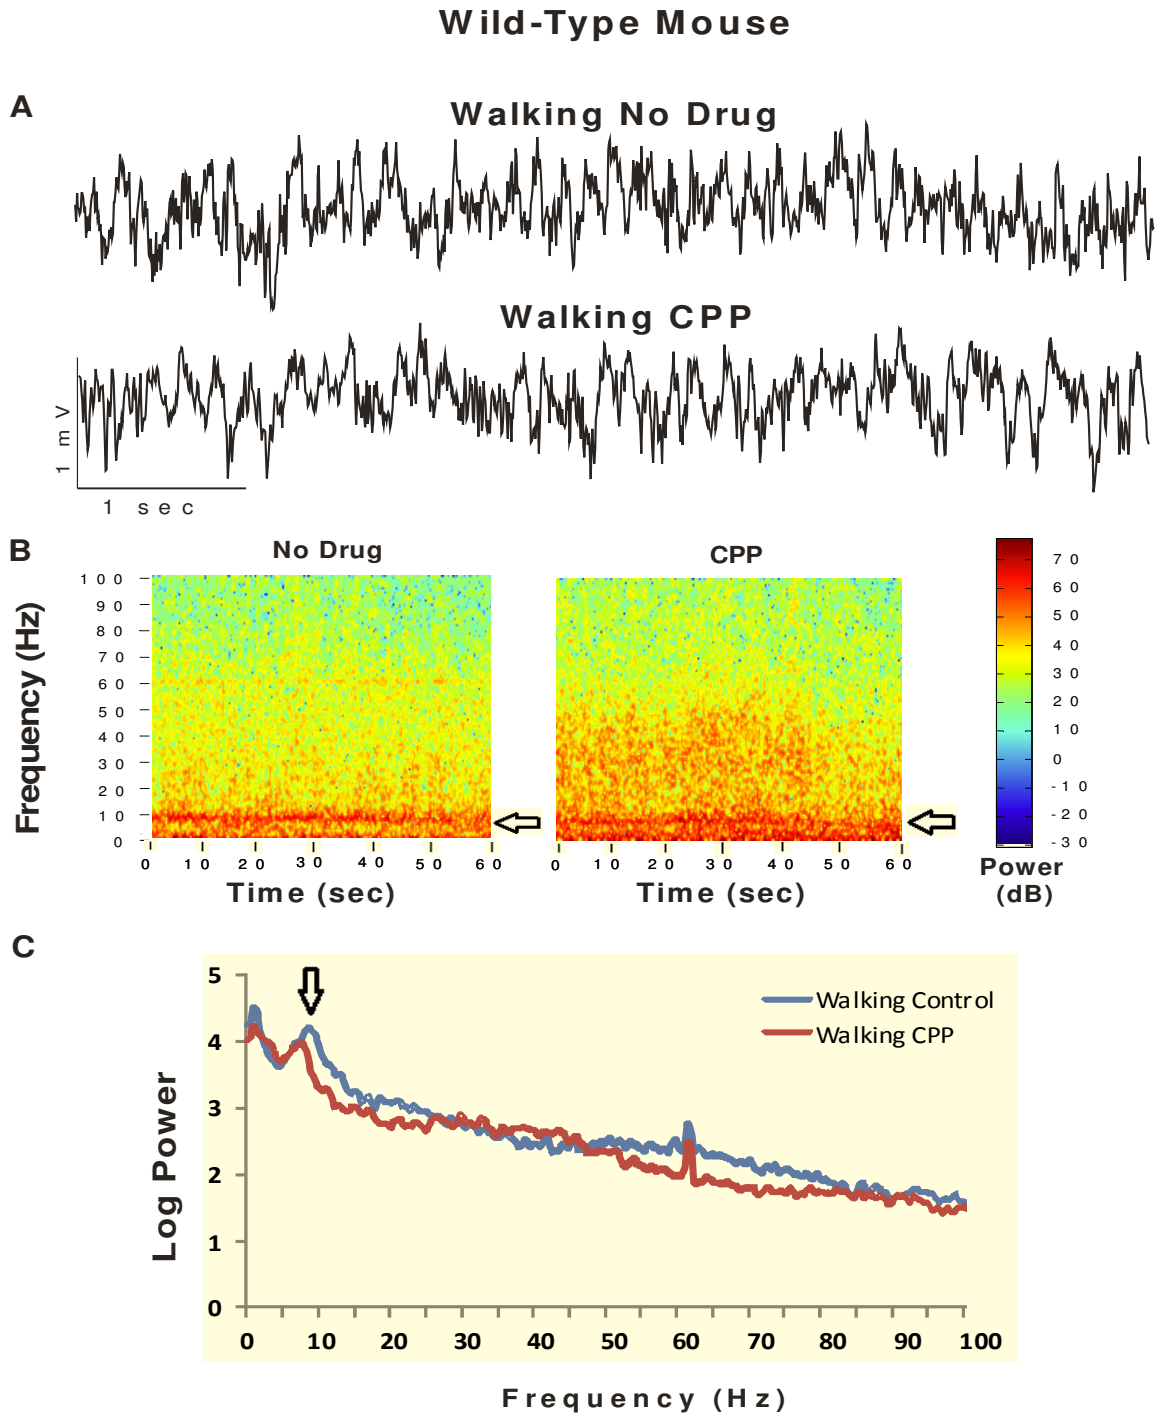 Wild-Type Mouse
A
Walking No Drug
Walking CPP
1 mV
1 sec
B
No Drug
CPP
Frequency (Hz)
100
90
80
70
60
50
40
30
20
10
0
0 10 20 30 40 50 60
Time (sec)
0 10 20 30 40 50 60
Time (sec)
70
60
50
40
30
20
10
0
-10
-20
-30
Power
(dB)
C
Log Power
5
4
3
2
1
0
Walking Control
Walking CPP
0 10 20 30 40 50 60 70 80 90 100
Frequency (Hz)